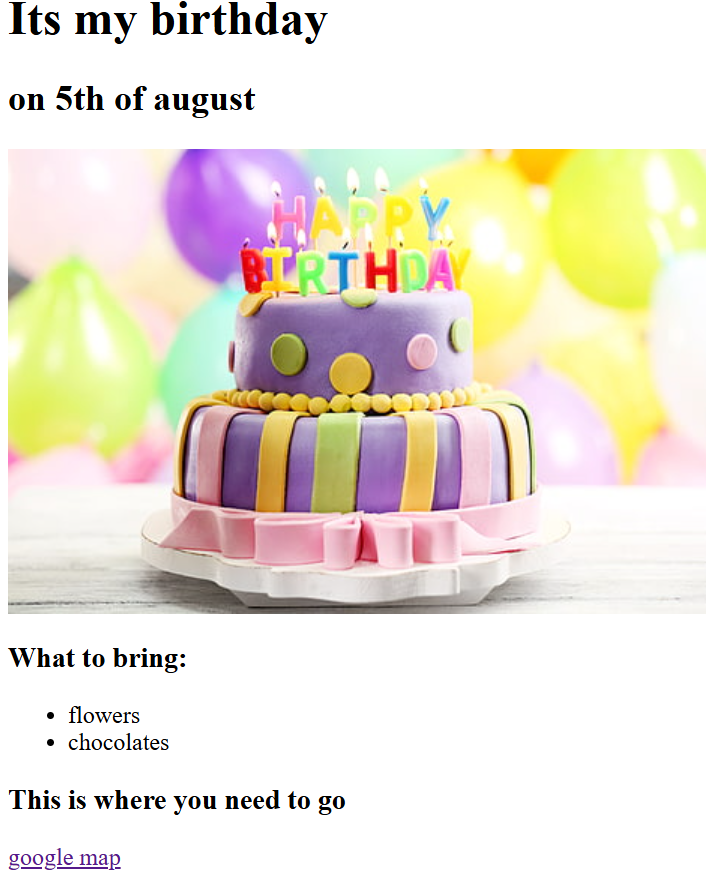 Its my birthday
on 5th of august
HAPPY
BIRTHDAY
What to bring:
flowers
chocolates
This is where you need to go
google map